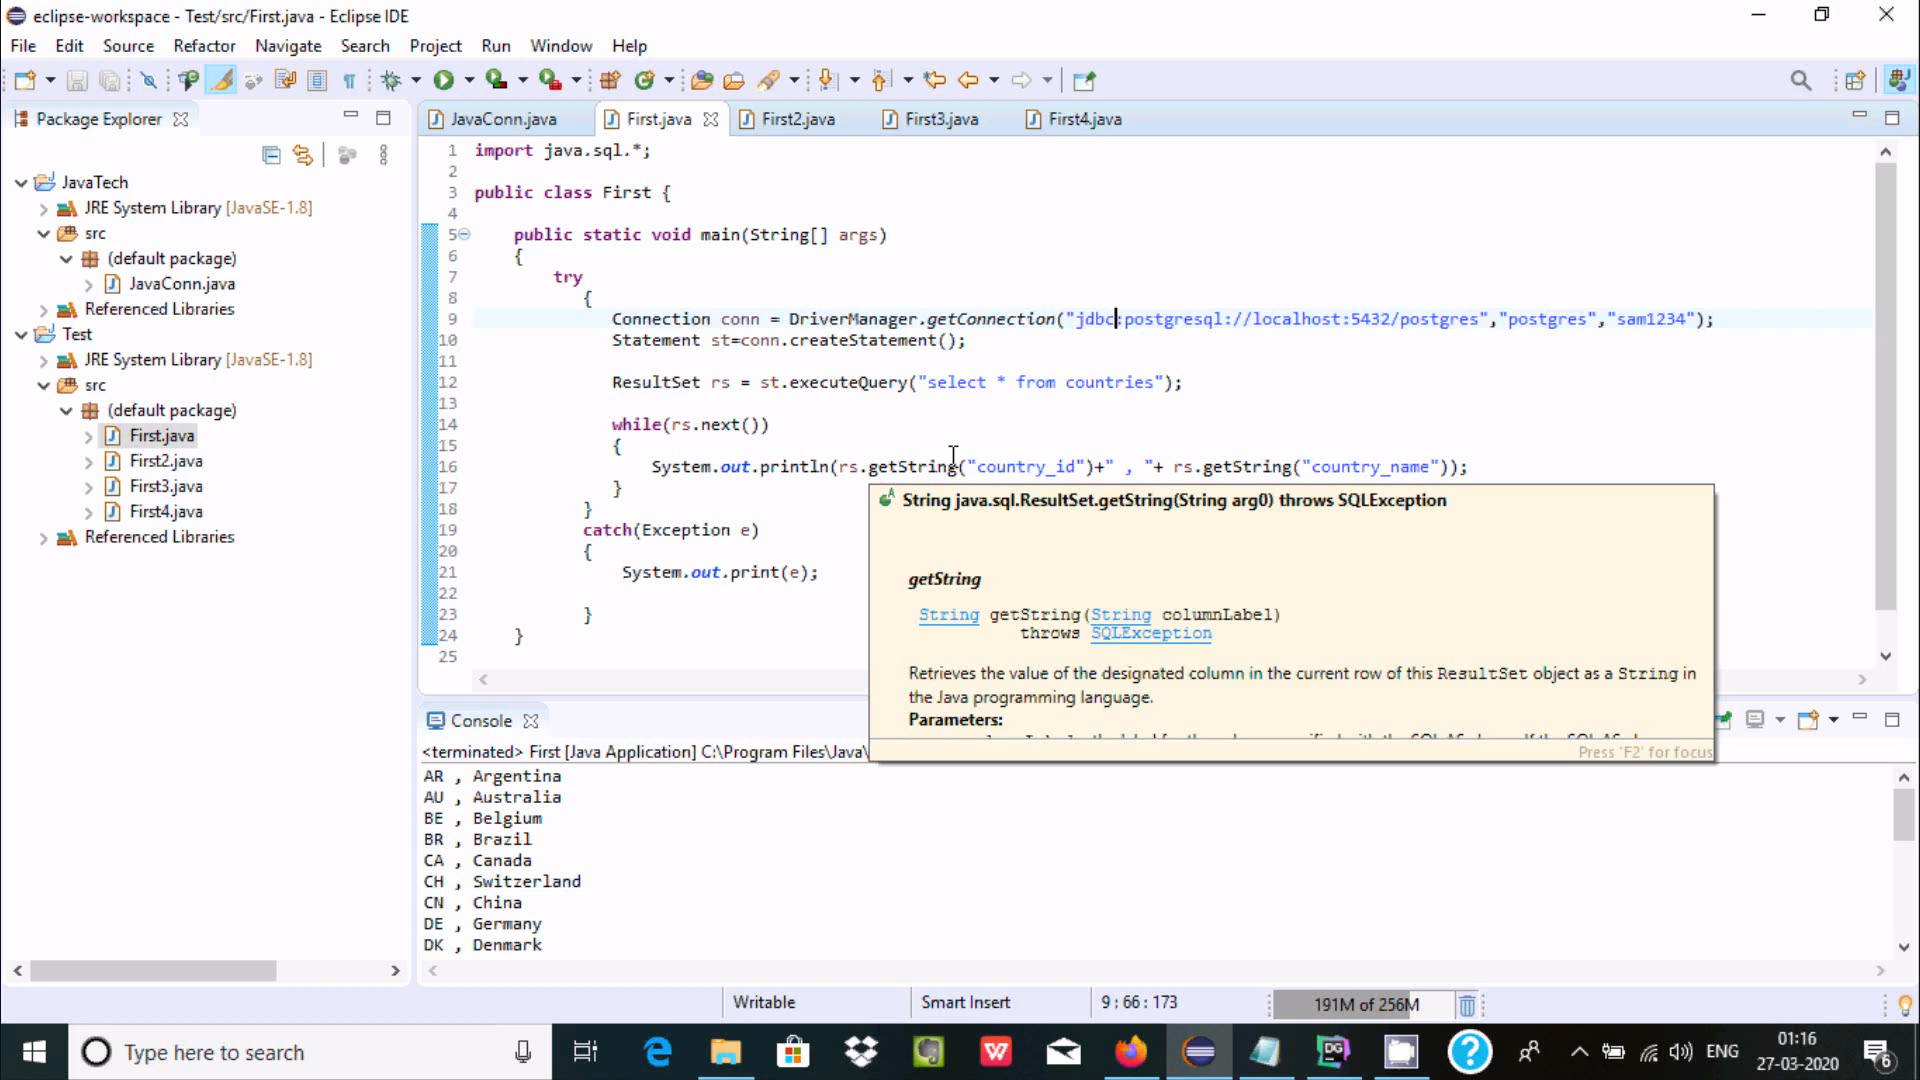 eclipse-workspace - Test/src/First.java - Eclipse IDE
File Edit Source Refactor Navigate Search Project Run Window Help
Package Explorer
JavaTech
JRE System Library [JavaSE-1.8]
src
(default package)
JavaConn.java
Referenced Libraries
Test
JRE System Library [JavaSE-1.8]
src
(default package)
First.java
First2.java
First3.java
First4.java
Referenced Libraries
JavaConn.java First.java First2.java First3.java First4.java
1 import java.sql.*;
2
3 public class First {
4
5 public static void main(String[] args)
6 {
7 try
8 {
9 Connection conn = DriverManager.getConnection("jdbc:postgresql://localhost:5432/postgres","postgres","sam1234");
10 Statement st=conn.createStatement();
11
12 ResultSet rs = st.executeQuery("select * from countries");
13
14 while(rs.next())
15 {
16 System.out.println(rs.getString("country_id")+" , "+ rs.getString("country_name"));
17 }
18 }
19 catch(Exception e)
20 {
21 System.out.print(e);
22
23 }
24 }
25
String java.sql.ResultSet.getString(String arg0) throws SQLException
getString
String getString(String columnLabel)
throws SQLException
Retrieves the value of the designated column in the current row of this ResultSet object as a String in
the Java programming language.
Parameters:
Press 'F2' for focus
Console
<terminated> First [Java Application] C:\Program Files\Java\
AR , Argentina
AU , Australia
BE , Belgium
BR , Brazil
CA , Canada
CH , Switzerland
CN , China
DE , Germany
DK , Denmark
Writable Smart Insert 9 : 66 : 173 191M of 256M
Type here to search
ENG
01:16
27-03-2020
6